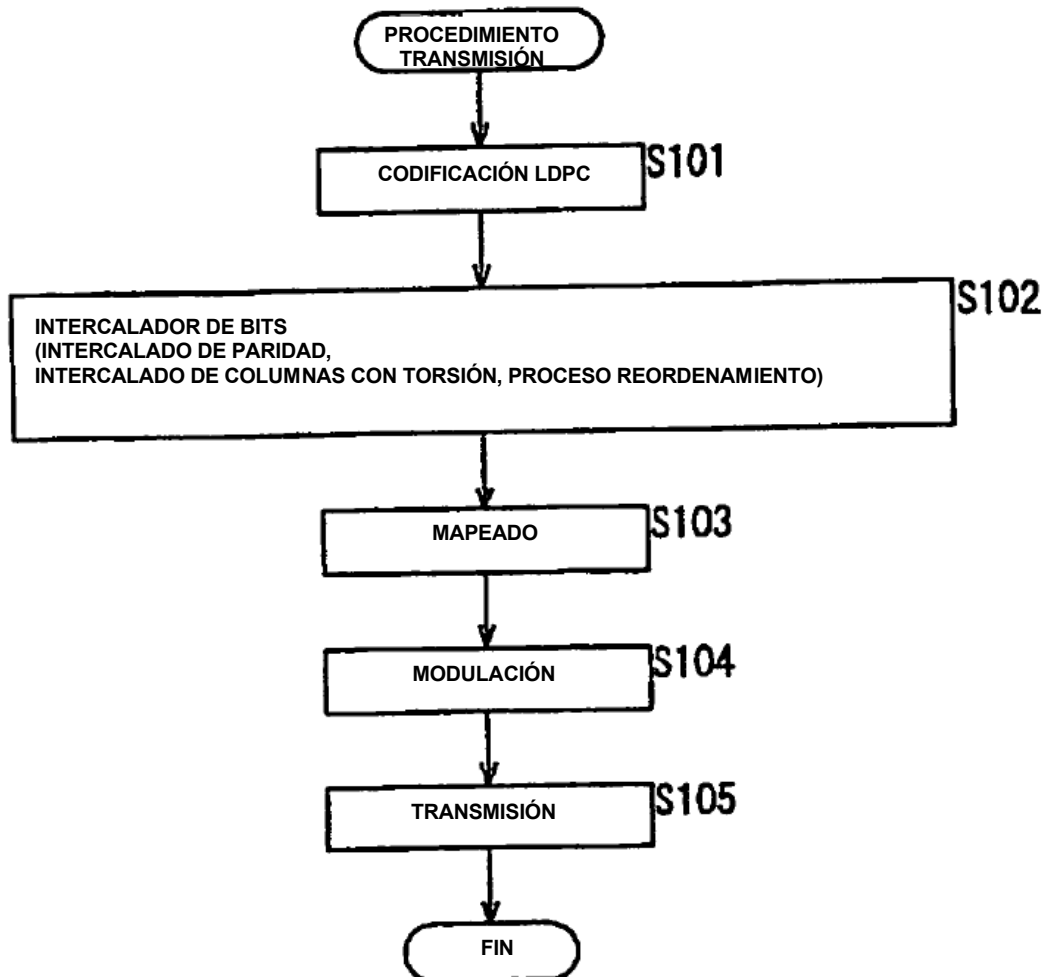 PROCEDIMIENTO
TRANSMISIÓN
CODIFICACIÓN LDPC
S101
S102
INTERCALADOR DE BITS
(INTERCALADO DE PARIDAD,
INTERCALADO DE COLUMNAS CON TORSIÓN, PROCESO REORDENAMIENTO)
MAPEADO
S103
MODULACIÓN
S104
TRANSMISIÓN
S105
FIN